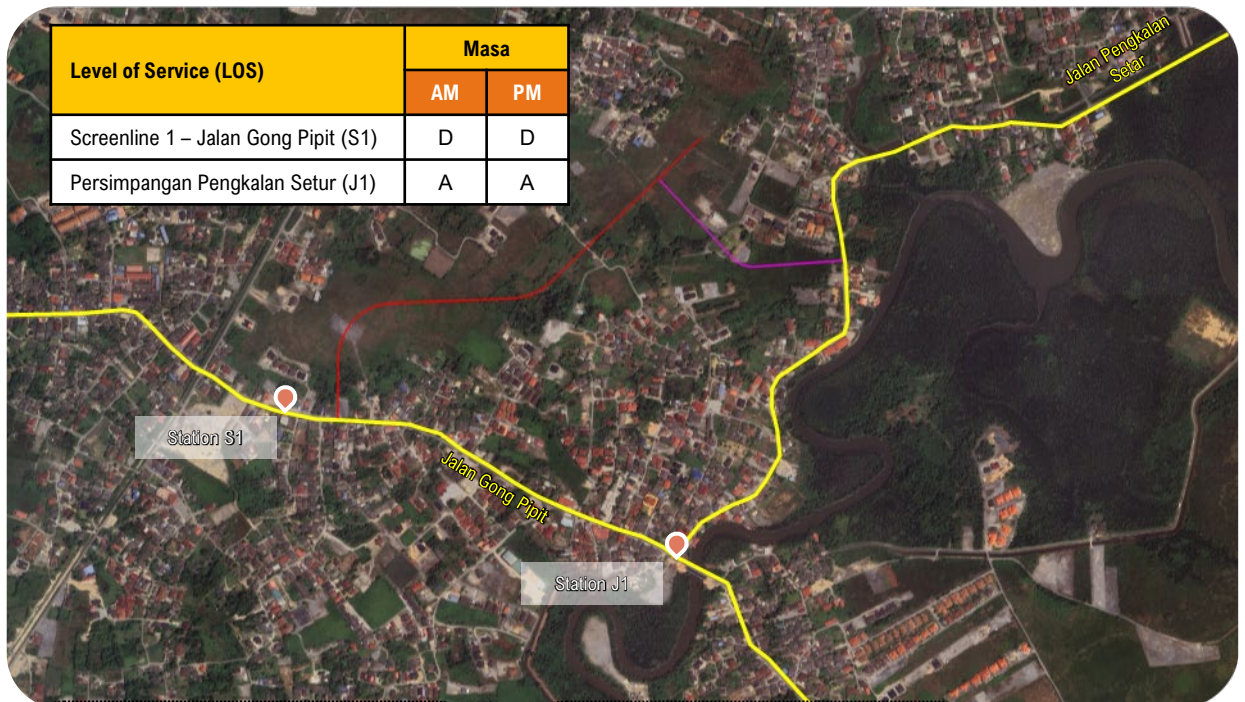 Level of Service (LOS)
Masa
AM
PM
Screenline 1 – Jalan Gong Pipit (S1)
D
D
Persimpangan Pengkalan Setur (J1)
A
A
Jalan Pengkalan
Setar
Station S1
Jalan Gong Pipit
Station J1